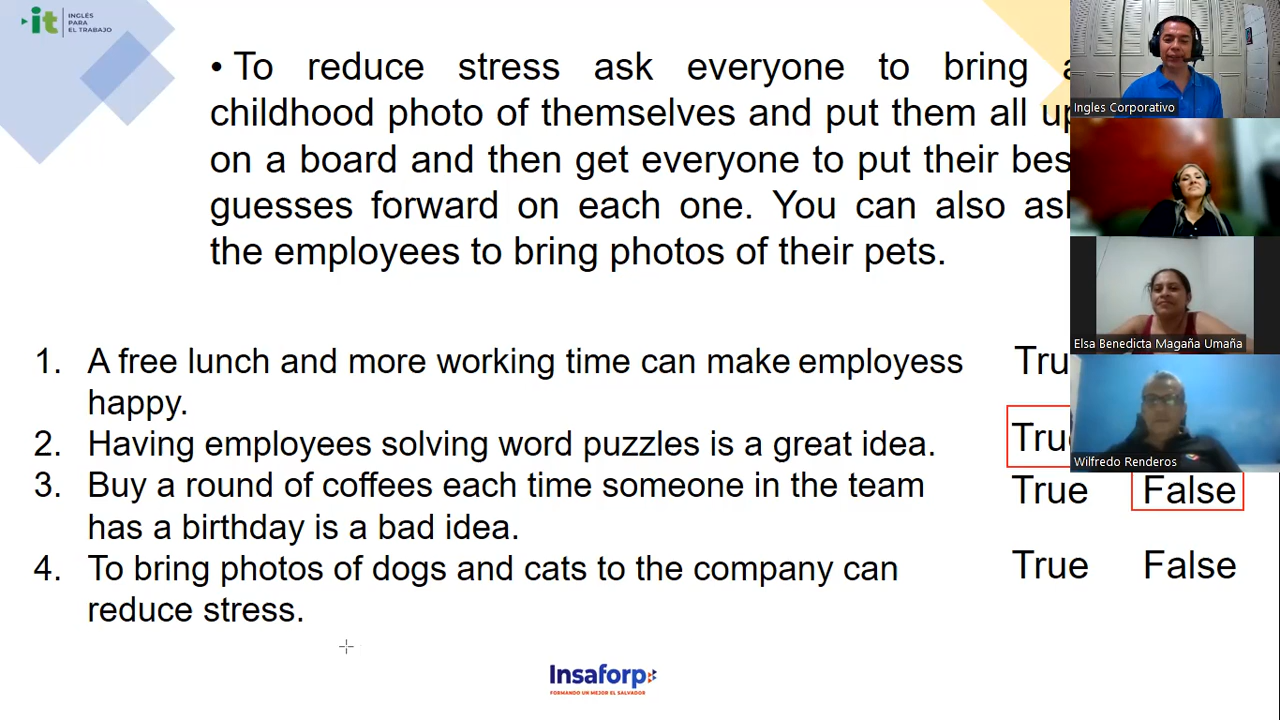 it
INGLÉS
PARA
EL TRABAJO
• To reduce stress ask everyone to bring
childhood photo of themselves and put them all
on a board and then get everyone to put their
guesses forward on each one. You can also
the employees to bring photos of their pets.
1. A free lunch and more working time can make employess
happy.
2. Having employees solving word puzzles is a great idea.
3. Buy a round of coffees each time someone in the team True False
has a birthday is a bad idea.
4. To bring photos of dogs and cats to the company can True False
reduce stress.
Insaforp
FORMANDO UN MEJOR EL SALVADOR
Ingles Corporativo
Elsa Benedicta Magaña Umaña
Wilfredo Renderos